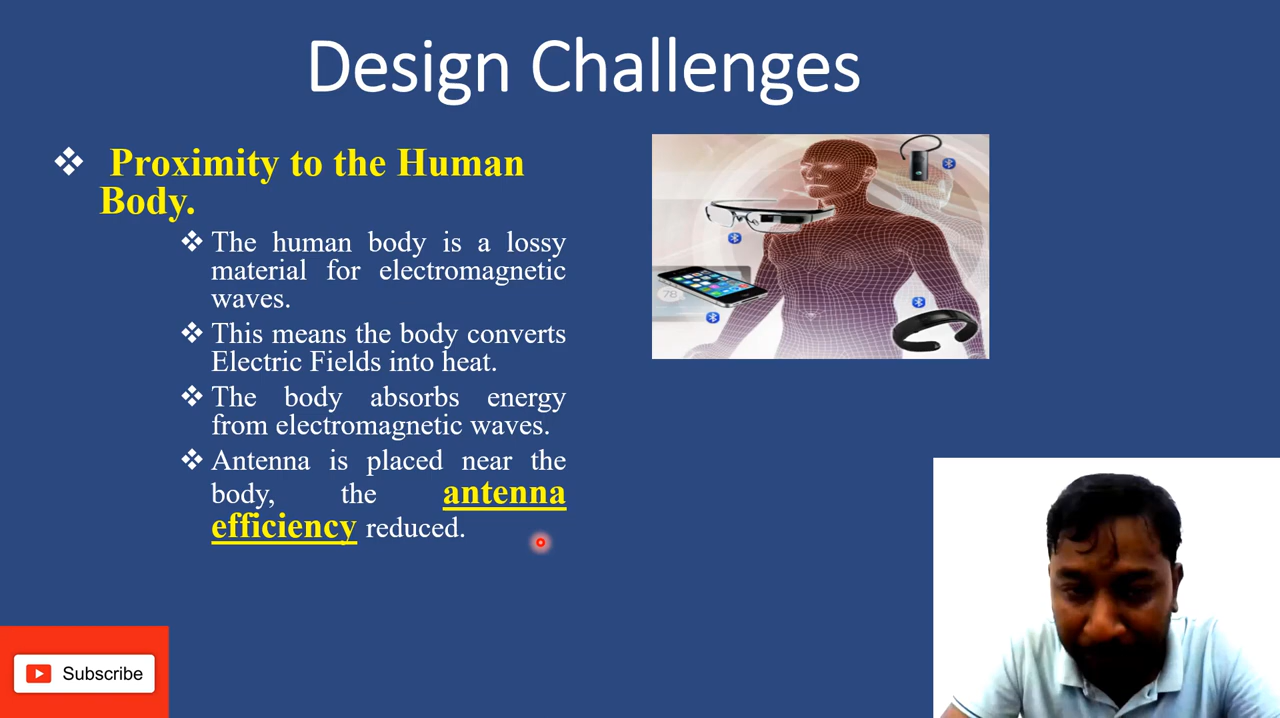 Design Challenges
❖ Proximity to the Human
Body.
❖ The human body is a lossy
material for electromagnetic
waves.
❖ This means the body converts
Electric Fields into heat.
❖ The body absorbs energy
from electromagnetic waves.
❖ Antenna is placed near the
body, the antenna
efficiency reduced.
78
Subscribe